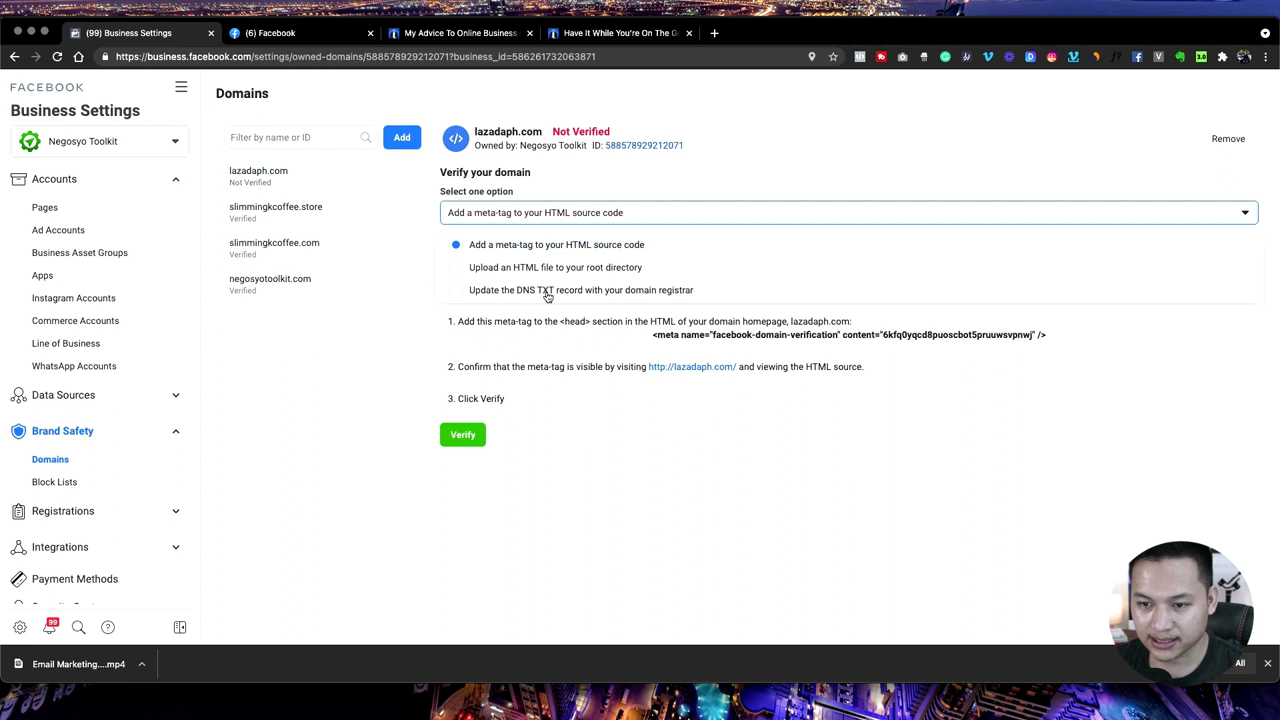 (99) Business Settings
(6) Facebook
My Advice To Online Business
Have It While You're On The G
https://business.facebook.com/settings/owned-domains/588578929212071?business_id=586261732063871
FACEBOOK
Business Settings
Negosyo Toolkit
Accounts
Pages
Ad Accounts
Business Asset Groups
Apps
Instagram Accounts
Commerce Accounts
Line of Business
WhatsApp Accounts
Data Sources
Brand Safety
Domains
Block Lists
Registrations
Integrations
Payment Methods
99
Domains
Filter by name or ID
Add
lazadaph.com
Not Verified
slimmingkcoffee.store
Verified
slimmingkcoffee.com
Verified
negosyotoolkit.com
Verified
lazadaph.com Not Verified
Owned by: Negosyo Toolkit ID: 588578929212071
Remove
Verify your domain
Select one option
Add a meta-tag to your HTML source code
Add a meta-tag to your HTML source code
Upload an HTML file to your root directory
Update the DNS TXT record with your domain registrar
1. Add this meta-tag to the <head> section in the HTML of your domain homepage, lazadaph.com:
<meta name="facebook-domain-verification" content="6kfq0yqcd8puoscbot5pruuwsvpnwj" />
2. Confirm that the meta-tag is visible by visiting http://lazadaph.com/ and viewing the HTML source.
3. Click Verify
Verify
Email Marketing....mp4
All